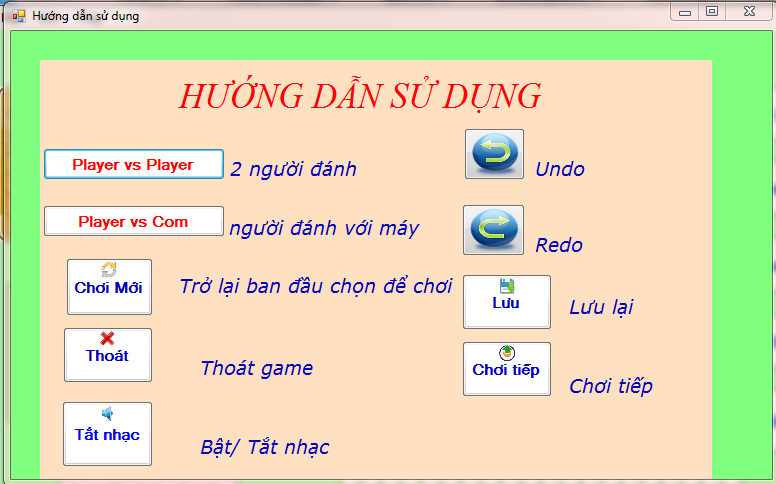 Hướng dẫn sử dụng
HƯỚNG DẪN SỬ DỤNG
Player vs Player
2 người đánh
Player vs Com
người đánh với máy
Chơi Mới
Trở lại ban đầu chọn để chơi
Thoát
Thoát game
Tắt nhạc
Bật/ Tắt nhạc
Undo
Redo
Lưu
Lưu lại
Chơi tiếp
Chơi tiếp